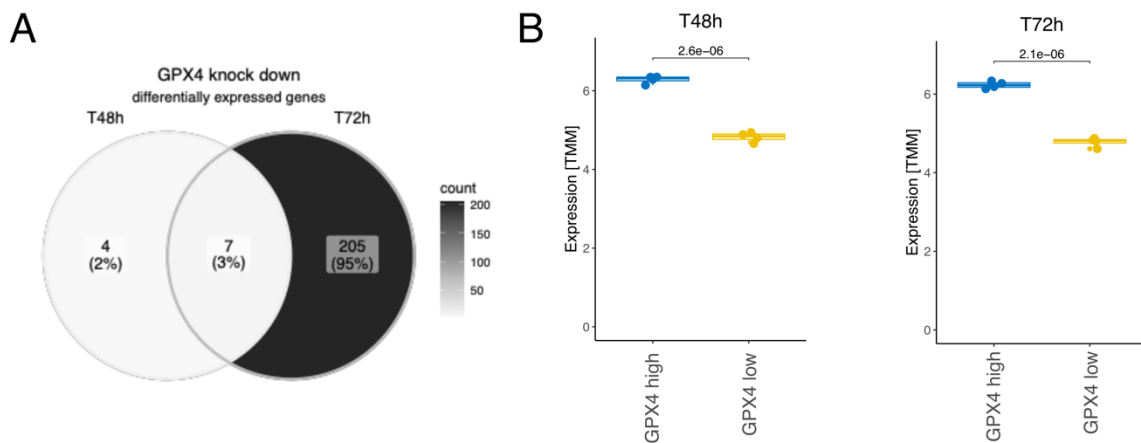 A
GPX4 knock down
differentially expressed genes
T48h
T72h
4
(2%)
7
(3%)
205
(95%)
count
200
150
100
50
B
T48h
2.6e-06
Expression [TMM]
6
4
2
0
GPX4 high
GPX4 low
T72h
2.1e-06
Expression [TMM]
6
4
2
0
GPX4 high
GPX4 low